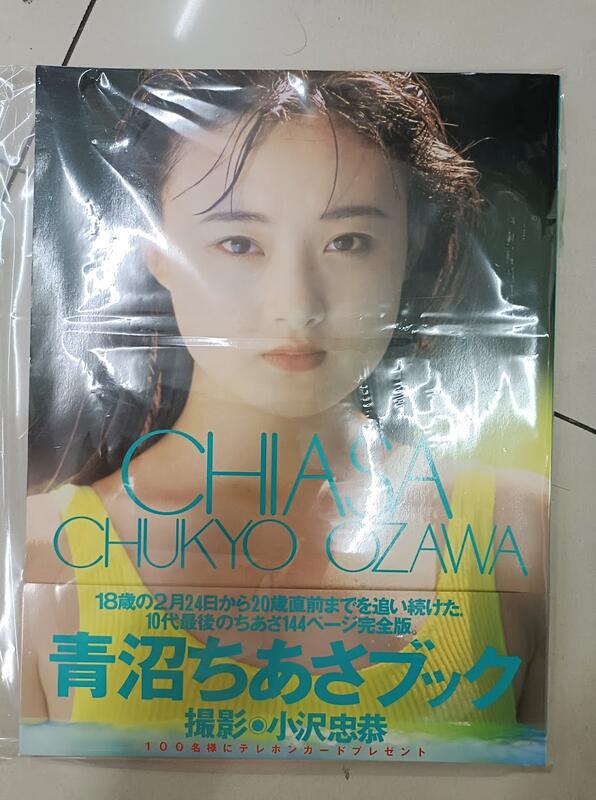 CHIASA
CHUKYO OZAWA
18歳の2月24日から20歳直前までを追い続けた、
10代最後のちあさ144ページ完全版。
青沼ちあさブック
撮影◎小沢忠恭
100名様にテレホンカードプレゼント